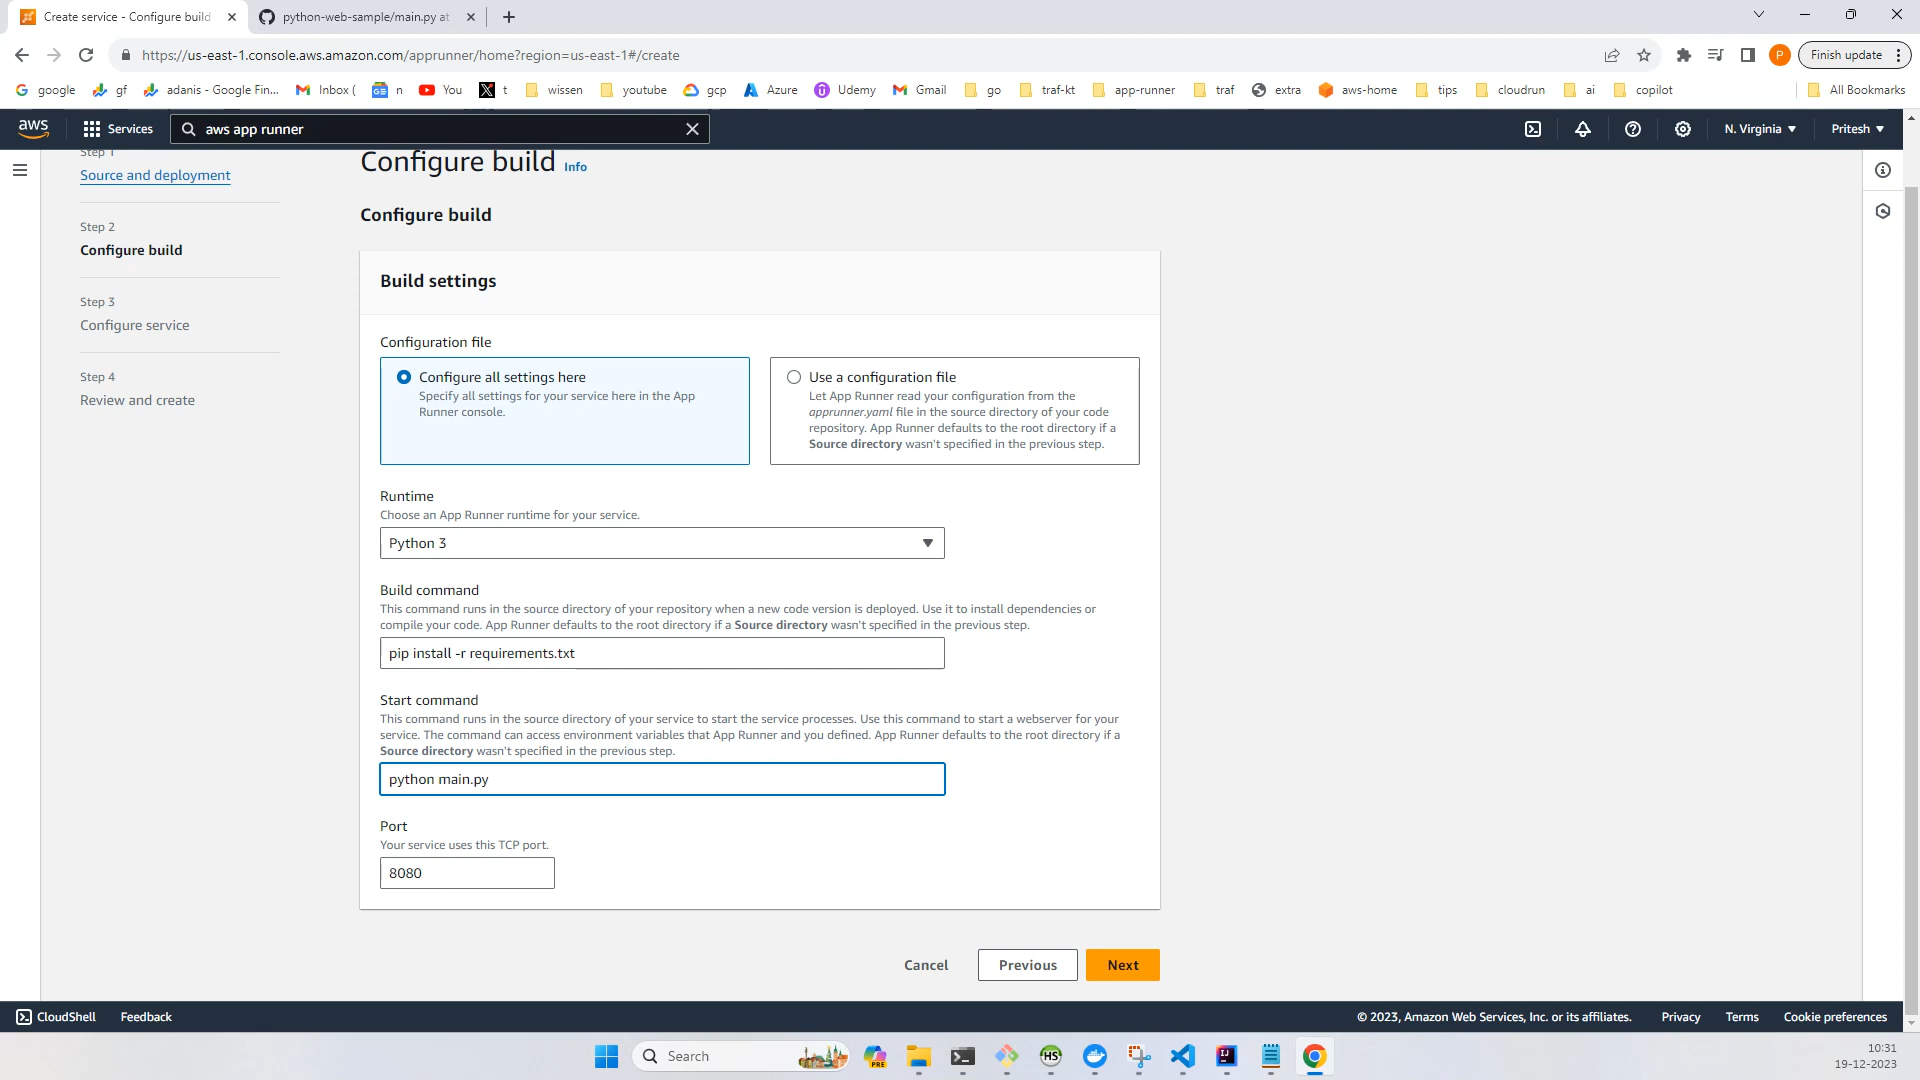 Create service - Configure build
python-web-sample/main.py at
https://us-east-1.console.aws.amazon.com/apprunner/home?region=us-east-1#/create
P
Finish update
google
gf
adanis - Google Fin...
Inbox (
n
You
t
wissen
youtube
gcp
Azure
Udemy
Gmail
go
traf-kt
app-runner
traf
extra
aws-home
tips
cloudrun
ai
copilot
All Bookmarks
aws
Services
aws app runner
N. Virginia
Pritesh
Step 1
Source and deployment
Step 2
Configure build
Step 3
Configure service
Step 4
Review and create
Configure build Info
Configure build
Build settings
Configuration file
Configure all settings here
Specify all settings for your service here in the App
Runner console.
Use a configuration file
Let App Runner read your configuration from the
apprunner.yaml file in the source directory of your code
repository. App Runner defaults to the root directory if a
Source directory wasn't specified in the previous step.
Runtime
Choose an App Runner runtime for your service.
Python 3
Build command
This command runs in the source directory of your repository when a new code version is deployed. Use it to install dependencies or
compile your code. App Runner defaults to the root directory if a Source directory wasn't specified in the previous step.
pip install -r requirements.txt
Start command
This command runs in the source directory of your service to start the service processes. Use this command to start a webserver for your
service. The command can access environment variables that App Runner and you defined. App Runner defaults to the root directory if a
Source directory wasn't specified in the previous step.
python main.py
Port
Your service uses this TCP port.
8080
Cancel
Previous
Next
CloudShell
Feedback
© 2023, Amazon Web Services, Inc. or its affiliates.
Privacy
Terms
Cookie preferences
Search
PRE
HS
IJ
10:31
19-12-2023